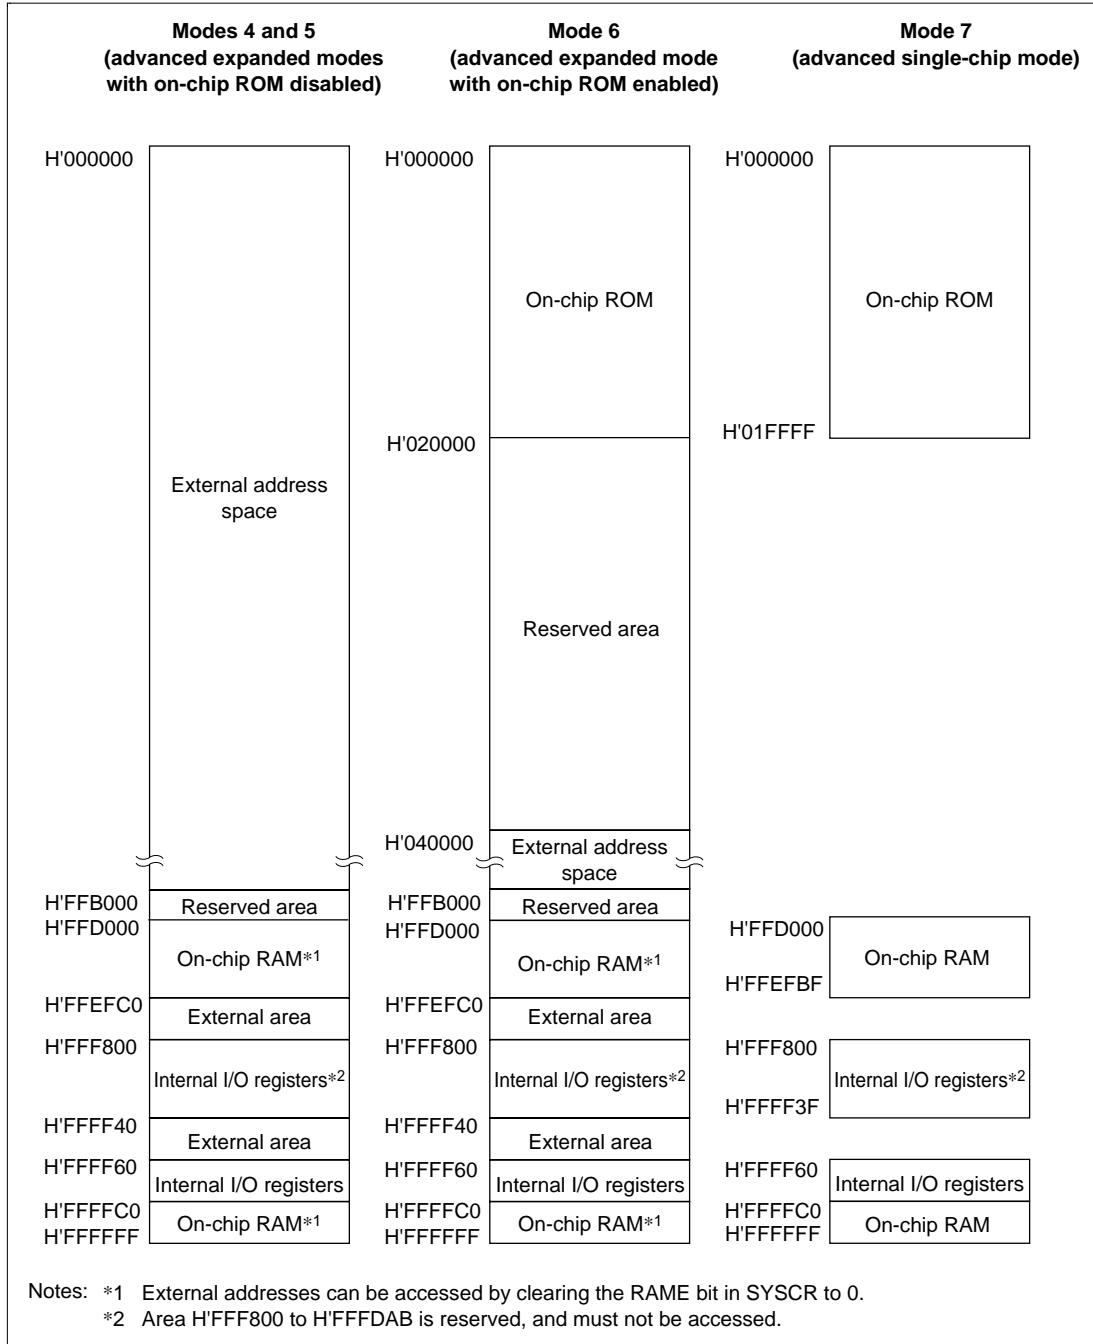 Modes 4 and 5
(advanced expanded modes
with on-chip ROM disabled)
H'000000
External address
space
H'FFB000
Reserved area
H'FFD000
On-chip RAM*1
H'FFEFC0
External area
H'FFF800
Internal I/O registers*2
H'FFFF40
External area
H'FFFF60
Internal I/O registers
H'FFFFC0
On-chip RAM*1
H'FFFFFF
Mode 6
(advanced expanded mode
with on-chip ROM enabled)
H'000000
On-chip ROM
H'020000
Reserved area
H'040000
External address
space
H'FFB000
Reserved area
H'FFD000
On-chip RAM*1
H'FFEFC0
External area
H'FFF800
Internal I/O registers*2
H'FFFF40
External area
H'FFFF60
Internal I/O registers
H'FFFFC0
On-chip RAM*1
H'FFFFFF
Mode 7
(advanced single-chip mode)
H'000000
On-chip ROM
H'01FFFF
H'FFD000
On-chip RAM
H'FFEFBF
H'FFF800
Internal I/O registers*2
H'FFFF3F
H'FFFF60
Internal I/O registers
H'FFFFC0
On-chip RAM
H'FFFFFF
Notes: *1 External addresses can be accessed by clearing the RAME bit in SYSCR to 0.
*2 Area H'FFF800 to H'FFFDAB is reserved, and must not be accessed.